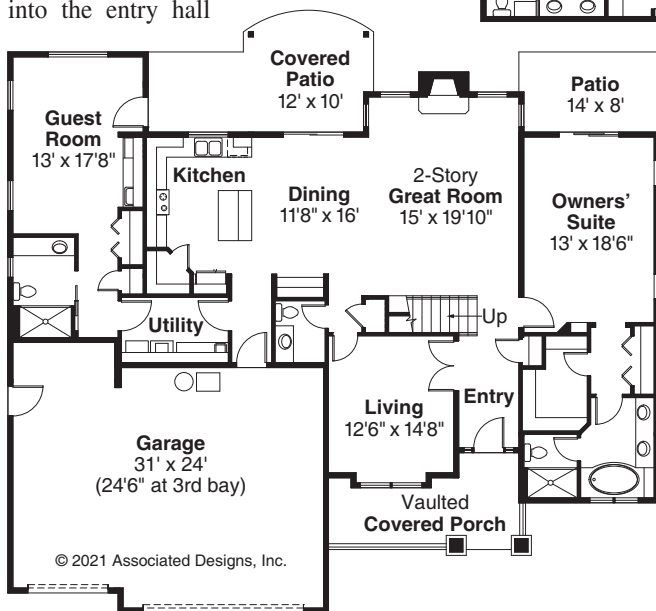 into the entry hall
Covered
Patio
12' x 10'
Patio
14' x 8'
Guest
Room
13' x 17'8"
Kitchen
Dining
11'8" x 16'
2-Story
Great Room
15' x 19'10"
Owners'
Suite
13' x 18'6"
Utility
Up
Living
12'6" x 14'8"
Entry
Garage
31' x 24'
(24'6" at 3rd bay)
Vaulted
Covered Porch
© 2021 Associated Designs, Inc.